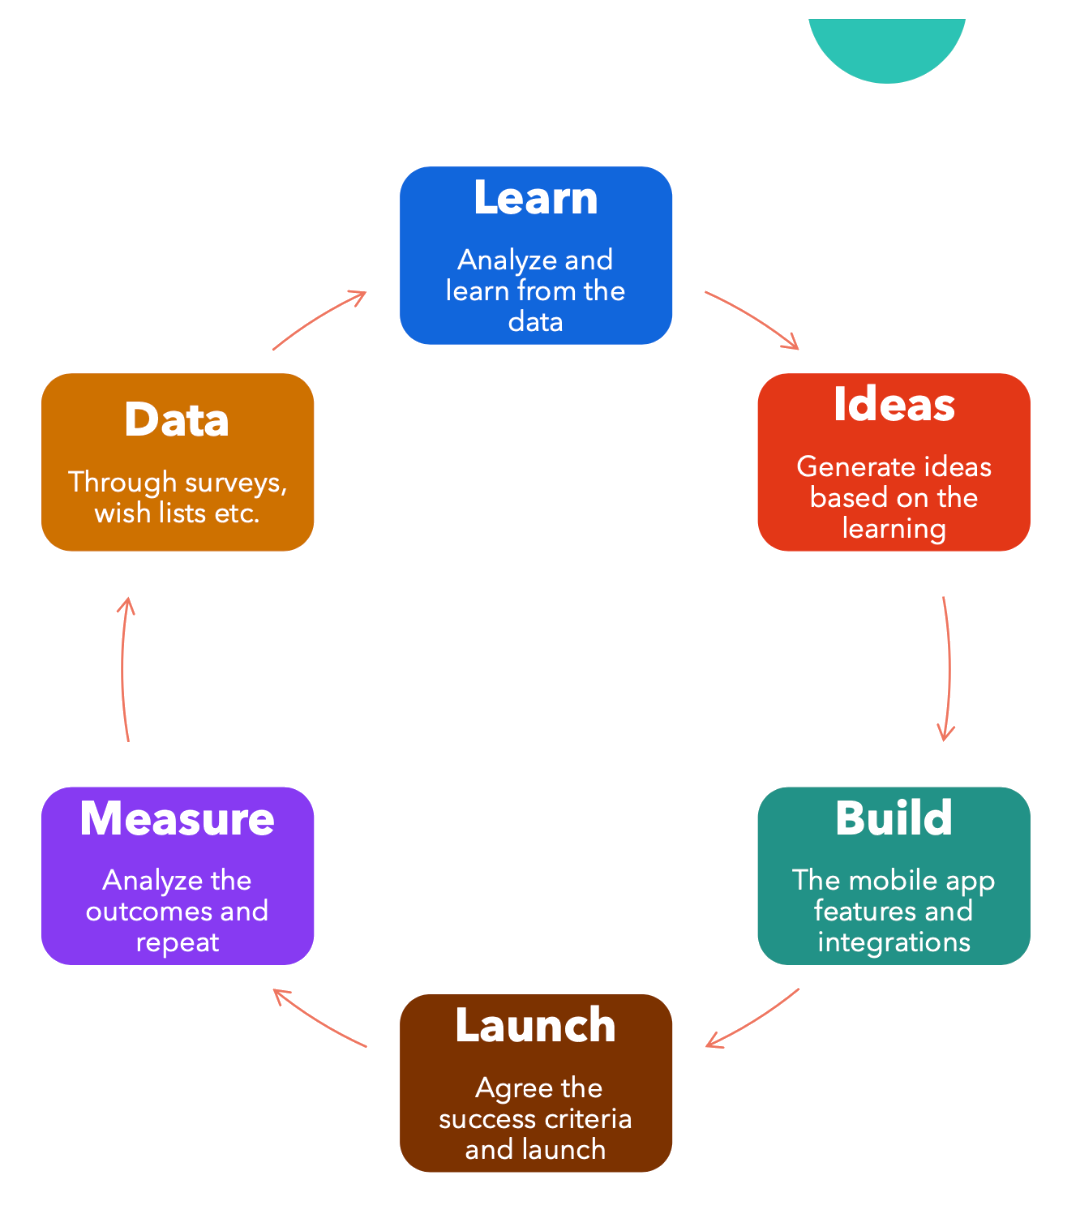 Learn
Analyze and
learn from the
data
Ideas
Generate ideas
based on the
learning
Build
The mobile app
features and
integrations
Launch
Agree the
success criteria
and launch
Measure
Analyze the
outcomes and
repeat
Data
Through surveys,
wish lists etc.